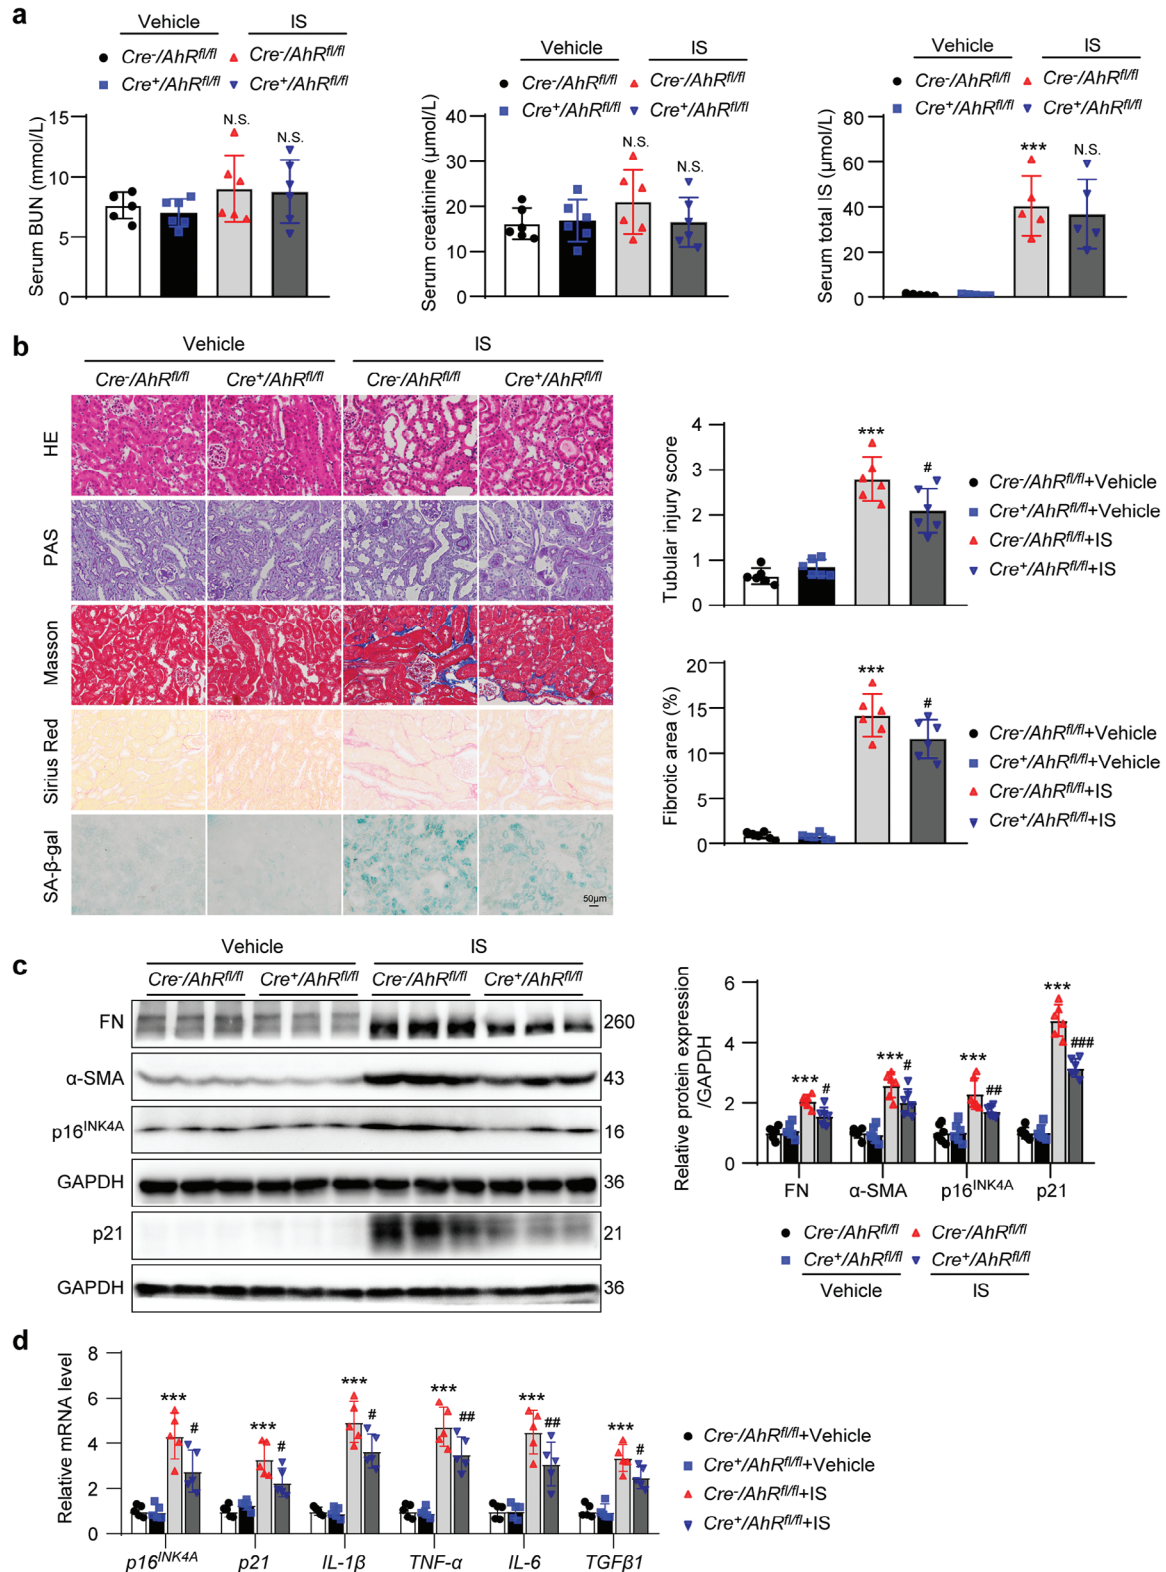 a
Vehicle IS
Cre-/AhRfl/fl Cre-/AhRfl/fl
Cre+/AhRfl/fl Cre+/AhRfl/fl
Serum BUN (mmol/L)
15
10
5
0
N.S. N.S.
Vehicle IS
Cre-/AhRfl/fl Cre-/AhRfl/fl
Cre+/AhRfl/fl Cre+/AhRfl/fl
Serum creatinine (μmol/L)
40
30
20
10
0
N.S. N.S.
Vehicle IS
Cre-/AhRfl/fl Cre-/AhRfl/fl
Cre+/AhRfl/fl Cre+/AhRfl/fl
Serum total IS (μmol/L)
80
60
40
20
0
*** N.S.
b
Vehicle IS
Cre-/AhRfl/fl Cre+/AhRfl/fl Cre-/AhRfl/fl Cre+/AhRfl/fl
HE
PAS
Masson
Sirius Red
SA-β-gal
50μm
Tubular injury score
4
3
2
1
0
*** #
Cre-/AhRfl/fl+Vehicle
Cre+/AhRfl/fl+Vehicle
Cre-/AhRfl/fl+IS
Cre+/AhRfl/fl+IS
Fibrotic area (%)
20
15
10
5
0
*** #
Cre-/AhRfl/fl+Vehicle
Cre+/AhRfl/fl+Vehicle
Cre-/AhRfl/fl+IS
Cre+/AhRfl/fl+IS
c
Vehicle IS
Cre-/AhRfl/fl Cre+/AhRfl/fl Cre-/AhRfl/fl Cre+/AhRfl/fl
FN 260
α-SMA 43
p16INK4A 16
GAPDH 36
p21 21
GAPDH 36
Relative protein expression
/GAPDH
6
4
2
0
*** # *** # *** ## *** ###
FN α-SMA p16INK4A p21
Cre-/AhRfl/fl Cre-/AhRfl/fl
Cre+/AhRfl/fl Cre+/AhRfl/fl
Vehicle IS
d
Relative mRNA level
8
6
4
2
0
*** # *** # *** # *** ## *** ## *** #
p16INK4A p21 IL-1β TNF-α IL-6 TGFβ1
Cre-/AhRfl/fl+Vehicle
Cre+/AhRfl/fl+Vehicle
Cre-/AhRfl/fl+IS
Cre+/AhRfl/fl+IS